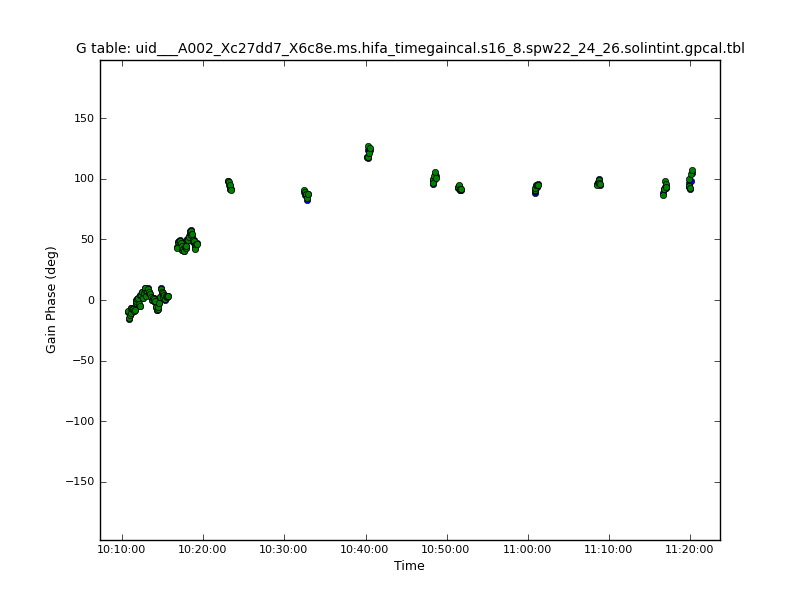 G table: uid___A002_Xc27dd7_X6c8e.ms.hifa_timegaincal.s16_8.spw22_24_26.solintint.gpcal.tbl
150
100
50
0
−50
−100
−150
Gain Phase (deg)
10:10:00 10:20:00 10:30:00 10:40:00 10:50:00 11:00:00 11:10:00 11:20:00
Time